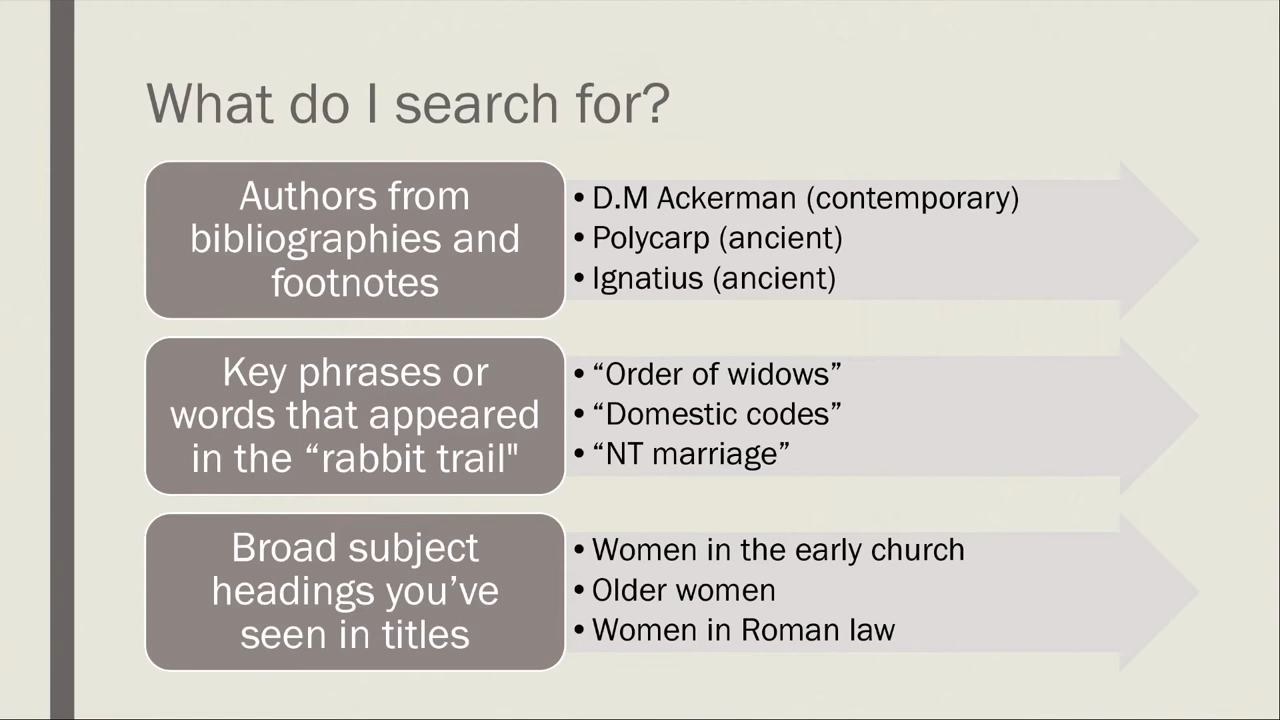 What do I search for?
Authors from
bibliographies and
footnotes
• D.M Ackerman (contemporary)
• Polycarp (ancient)
• Ignatius (ancient)
Key phrases or
words that appeared
in the “rabbit trail"
• “Order of widows”
• “Domestic codes”
• “NT marriage”
Broad subject
headings you’ve
seen in titles
• Women in the early church
• Older women
• Women in Roman law